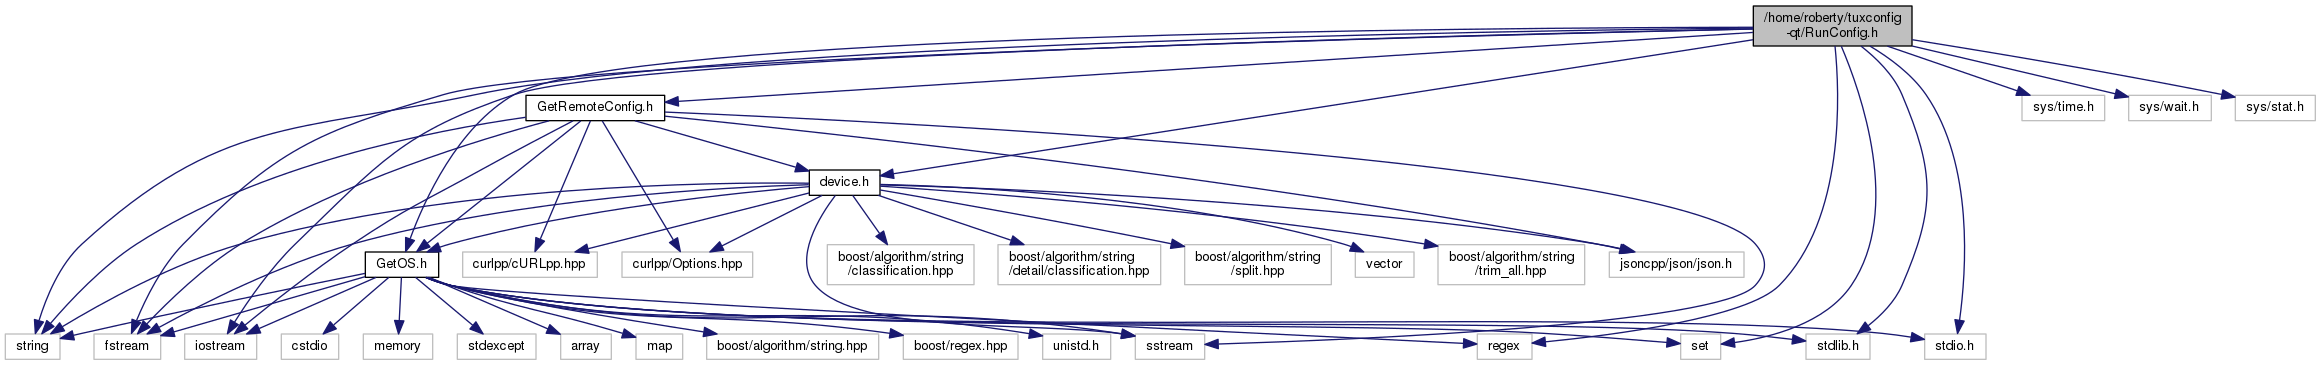 /home/roberty/tuxconfig
-qt/RunConfig.h
GetRemoteConfig.h
sys/time.h
sys/wait.h
sys/stat.h
device.h
GetOS.h
curlpp/cURLpp.hpp
curlpp/Options.hpp
boost/algorithm/string
/classification.hpp
boost/algorithm/string
/detail/classification.hpp
boost/algorithm/string
/split.hpp
vector
boost/algorithm/string
/trim_all.hpp
jsoncpp/json/json.h
string
fstream
iostream
cstdio
memory
stdexcept
array
map
boost/algorithm/string.hpp
boost/regex.hpp
unistd.h
sstream
regex
set
stdlib.h
stdio.h